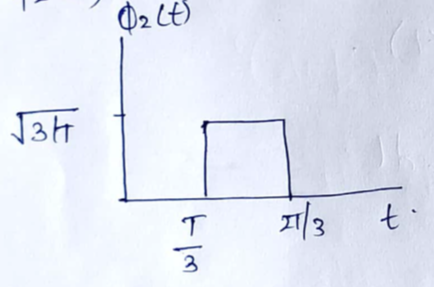 ϕ₂(t)
√3/T
T/3
2T/3
t.